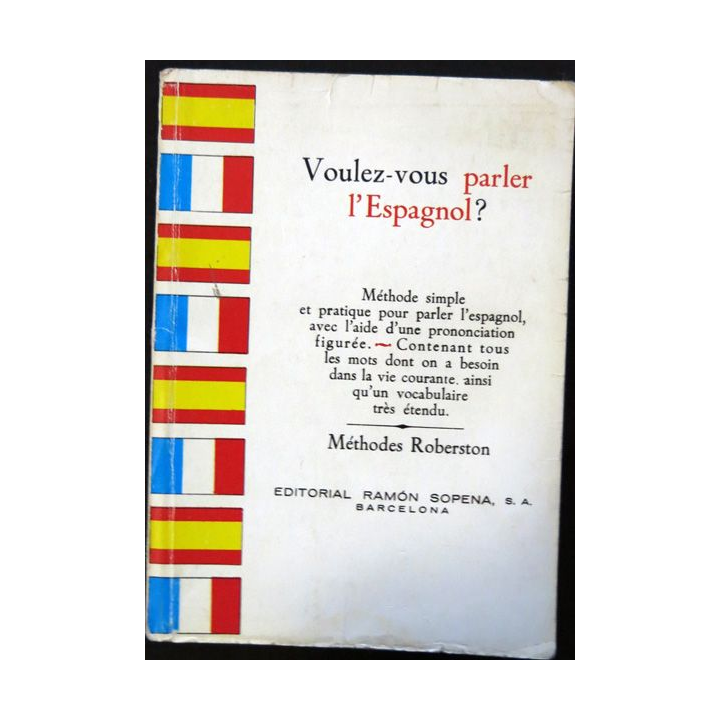 Voulez-vous parler
l'Espagnol?
Méthode simple
et pratique pour parler l'espagnol,
avec l'aide d'une prononciation
figurée. ~ Contenant tous
les mots dont on a besoin
dans la vie courante. ainsi
qu'un vocabulaire
très étendu.
Méthodes Roberston
EDITORIAL RAMÓN SOPENA, S. A.
BARCELONA